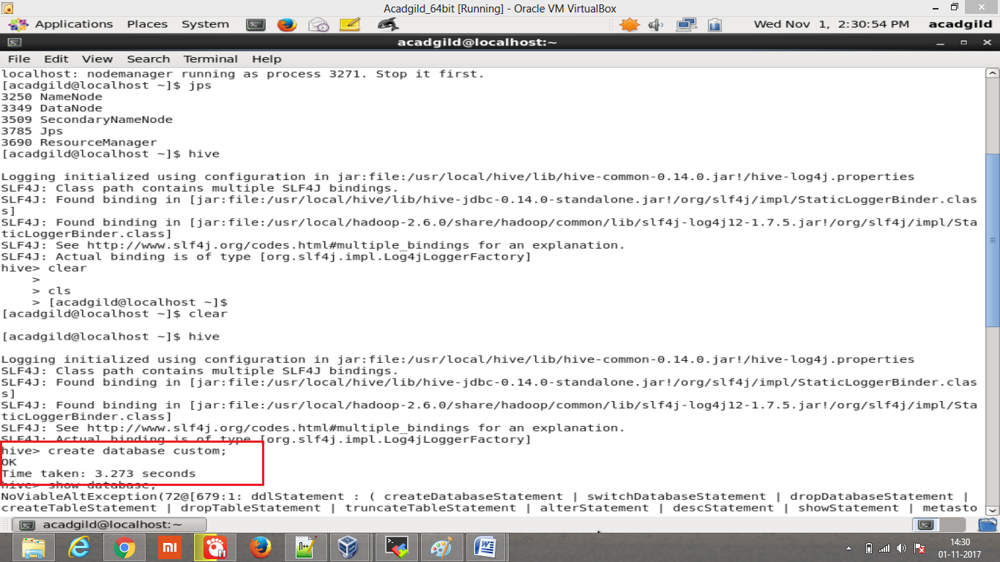 Acadgild_64bit [Running] - Oracle VM VirtualBox
Applications Places System Wed Nov 1, 2:30:54 PM acadgild
acadgild@localhost:~
File Edit View Search Terminal Help
localhost: nodemanager running as process 3271. Stop it first.
[acadgild@localhost ~]$ jps
3250 NameNode
3349 DataNode
3509 SecondaryNameNode
3785 Jps
3690 ResourceManager
[acadgild@localhost ~]$ hive
Logging initialized using configuration in jar:file:/usr/local/hive/lib/hive-common-0.14.0.jar!/hive-log4j.properties
SLF4J: Class path contains multiple SLF4J bindings.
SLF4J: Found binding in [jar:file:/usr/local/hive/lib/hive-jdbc-0.14.0-standalone.jar!/org/slf4j/impl/StaticLoggerBinder.clas
s]
SLF4J: Found binding in [jar:file:/usr/local/hadoop-2.6.0/share/hadoop/common/lib/slf4j-log4j12-1.7.5.jar!/org/slf4j/impl/Sta
ticLoggerBinder.class]
SLF4J: See http://www.slf4j.org/codes.html#multiple_bindings for an explanation.
SLF4J: Actual binding is of type [org.slf4j.impl.Log4jLoggerFactory]
hive> clear
>
> cls
> [acadgild@localhost ~]$
[acadgild@localhost ~]$ clear
[acadgild@localhost ~]$ hive
Logging initialized using configuration in jar:file:/usr/local/hive/lib/hive-common-0.14.0.jar!/hive-log4j.properties
SLF4J: Class path contains multiple SLF4J bindings.
SLF4J: Found binding in [jar:file:/usr/local/hive/lib/hive-jdbc-0.14.0-standalone.jar!/org/slf4j/impl/StaticLoggerBinder.clas
s]
SLF4J: Found binding in [jar:file:/usr/local/hadoop-2.6.0/share/hadoop/common/lib/slf4j-log4j12-1.7.5.jar!/org/slf4j/impl/Sta
ticLoggerBinder.class]
SLF4J: See http://www.slf4j.org/codes.html#multiple_bindings for an explanation.
SLF4J: Actual binding is of type [org.slf4j.impl.Log4jLoggerFactory]
hive> create database custom;
OK
Time taken: 3.273 seconds
hive> show database;
NoViableAltException(72@[679:1: ddlStatement : ( createDatabaseStatement | switchDatabaseStatement | dropDatabaseStatement |
createTableStatement | dropTableStatement | truncateTableStatement | alterStatement | descStatement | showStatement | metasto
acadgild@localhost:~
14:30
01-11-2017